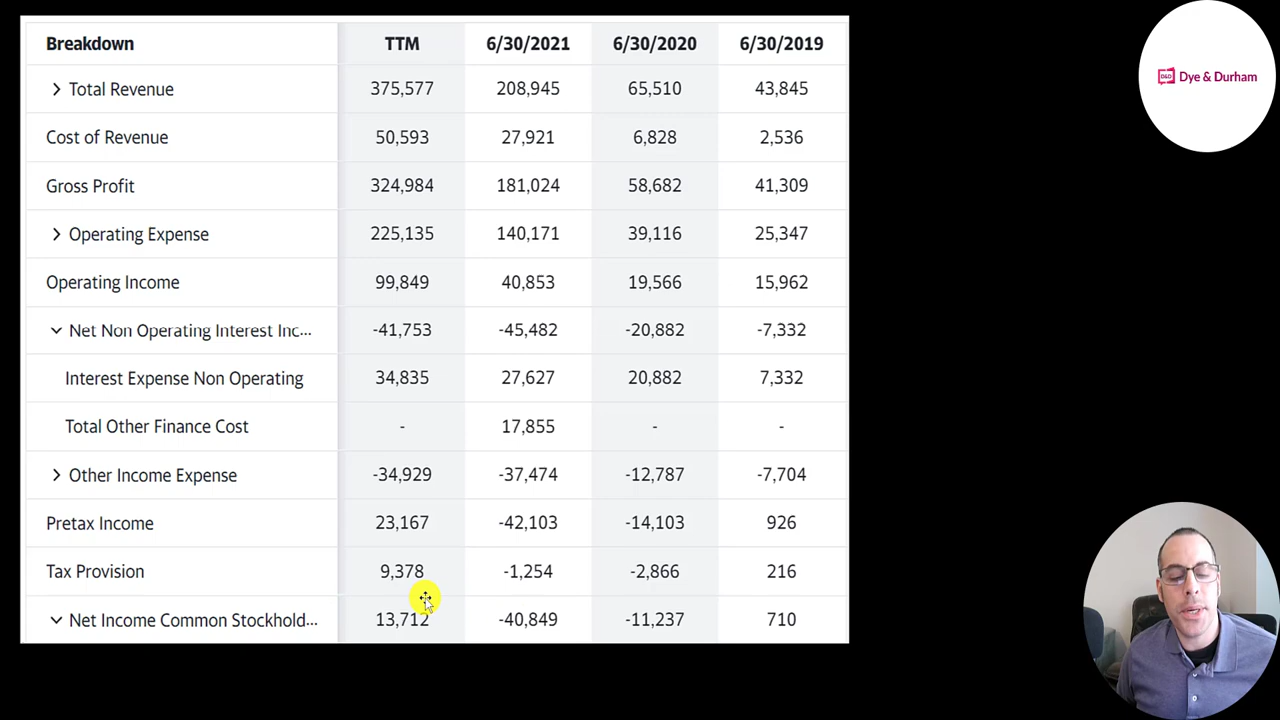 Breakdown TTM 6/30/2021 6/30/2020 6/30/2019
Total Revenue 375,577 208,945 65,510 43,845
Cost of Revenue 50,593 27,921 6,828 2,536
Gross Profit 324,984 181,024 58,682 41,309
Operating Expense 225,135 140,171 39,116 25,347
Operating Income 99,849 40,853 19,566 15,962
Net Non Operating Interest Inc... -41,753 -45,482 -20,882 -7,332
Interest Expense Non Operating 34,835 27,627 20,882 7,332
Total Other Finance Cost - 17,855 - -
Other Income Expense -34,929 -37,474 -12,787 -7,704
Pretax Income 23,167 -42,103 -14,103 926
Tax Provision 9,378 -1,254 -2,866 216
Net Income Common Stockhold... 13,712 -40,849 -11,237 710
D&D Dye & Durham